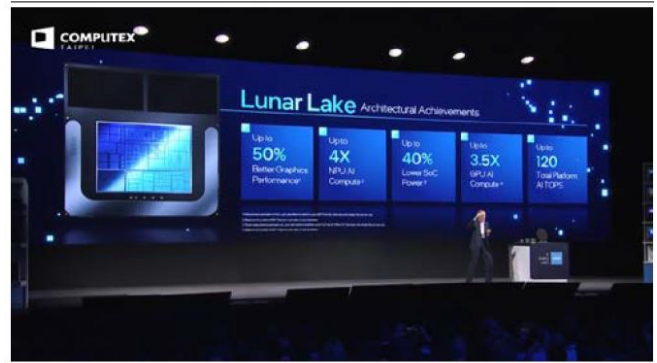 COMPUTEX
TAIPEI
Lunar Lake Architectural Achievements
Up to
50%
Better Graphics
Performance
Up to
4X
NPU AI
Compute
Up to
40%
Lower SoC
Power
Up to
3.5X
GPU AI
Compute
Up to
120
Total Platform
AI TOPS